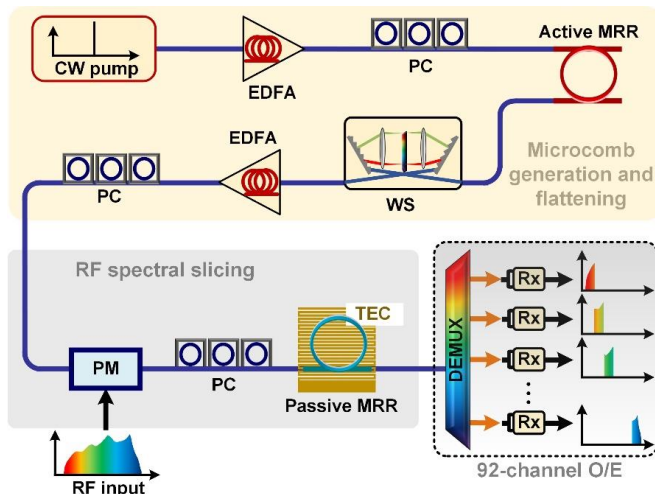 CW pump
EDFA
PC
Active MRR
EDFA
PC
WS
Microcomb
generation and
flattening
RF spectral slicing
TEC
PM
PC
Passive MRR
RF input
DEMUX
Rx
Rx
Rx
Rx
92-channel O/E